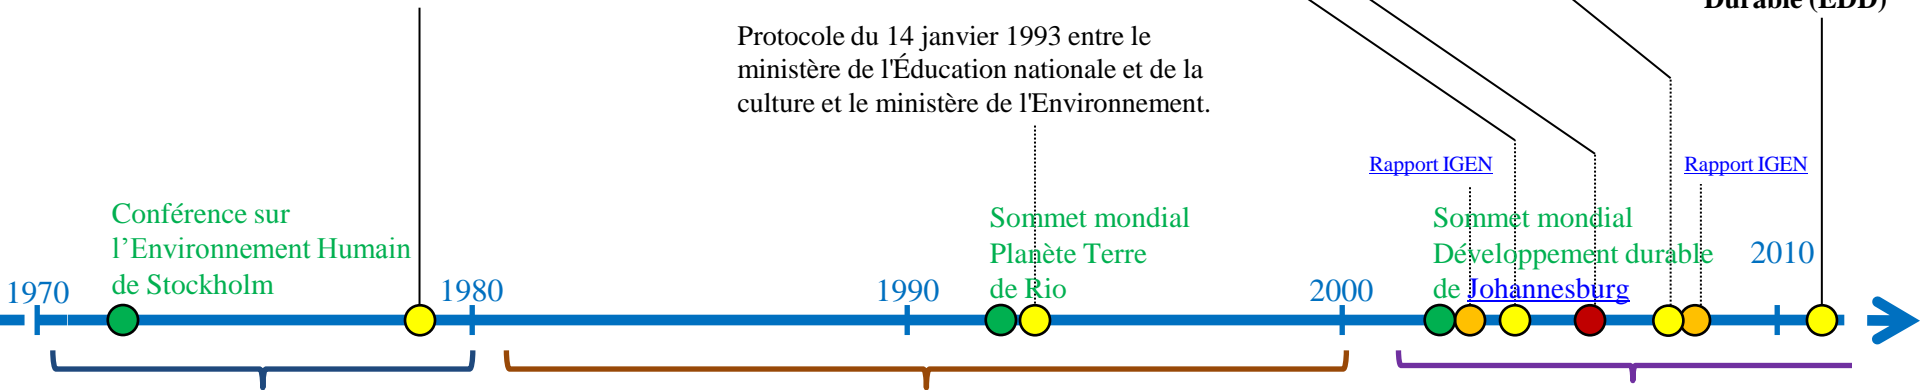 Durable (EDD)
Protocole du 14 janvier 1993 entre le
ministère de l'Éducation nationale et de la
culture et le ministère de l'Environnement.
Rapport IGEN
Rapport IGEN
Conférence sur
l’Environnement Humain
de Stockholm
Sommet mondial
Planète Terre
de Rio
Sommet mondial
Développement durable
de Johannesburg
1970
1980
1990
2000
2010